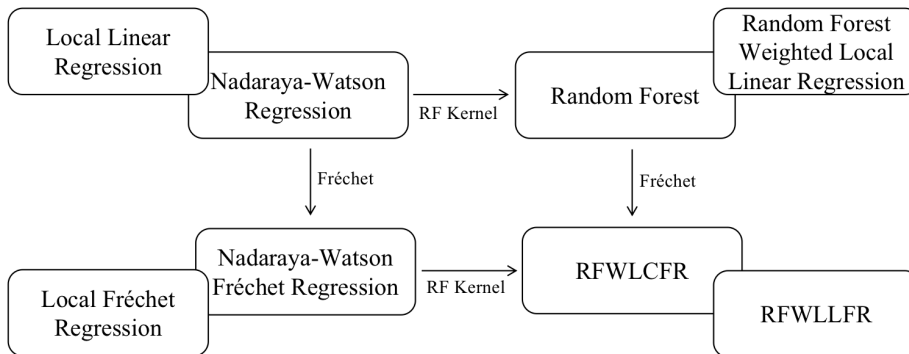 Local Linear
Regression
Nadaraya-Watson
Regression
RF Kernel
Random Forest
Random Forest
Weighted Local
Linear Regression
Fréchet
Fréchet
Nadaraya-Watson
Fréchet Regression
RF Kernel
RFWLCFR
Local Fréchet
Regression
RFWLLFR